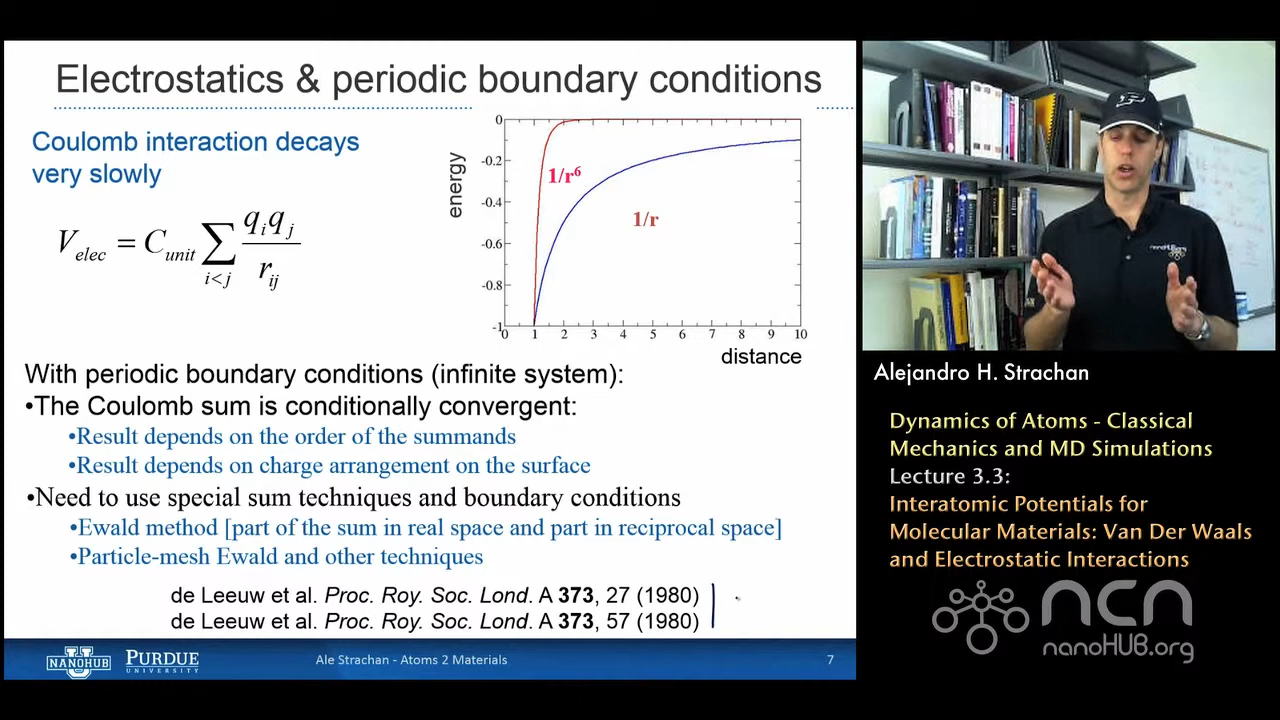 Electrostatics & periodic boundary conditions
Coulomb interaction decays
very slowly
V_elec = C_unit ∑_{i<j} q_i q_j / r_ij
energy
0
-0.2
-0.4
-0.6
-0.8
-1
1/r⁶
1/r
0 1 2 3 4 5 6 7 8 9 10
distance
With periodic boundary conditions (infinite system):
•The Coulomb sum is conditionally convergent:
•Result depends on the order of the summands
•Result depends on charge arrangement on the surface
•Need to use special sum techniques and boundary conditions
•Ewald method [part of the sum in real space and part in reciprocal space]
•Particle-mesh Ewald and other techniques
de Leeuw et al. Proc. Roy. Soc. Lond. A 373, 27 (1980)
de Leeuw et al. Proc. Roy. Soc. Lond. A 373, 57 (1980)
NANOHUB U
PURDUE
UNIVERSITY
Ale Strachan - Atoms 2 Materials
7
Alejandro H. Strachan
Dynamics of Atoms - Classical
Mechanics and MD Simulations
Lecture 3.3:
Interatomic Potentials for
Molecular Materials: Van Der Waals
and Electrostatic Interactions
ncn
nanoHUB.org